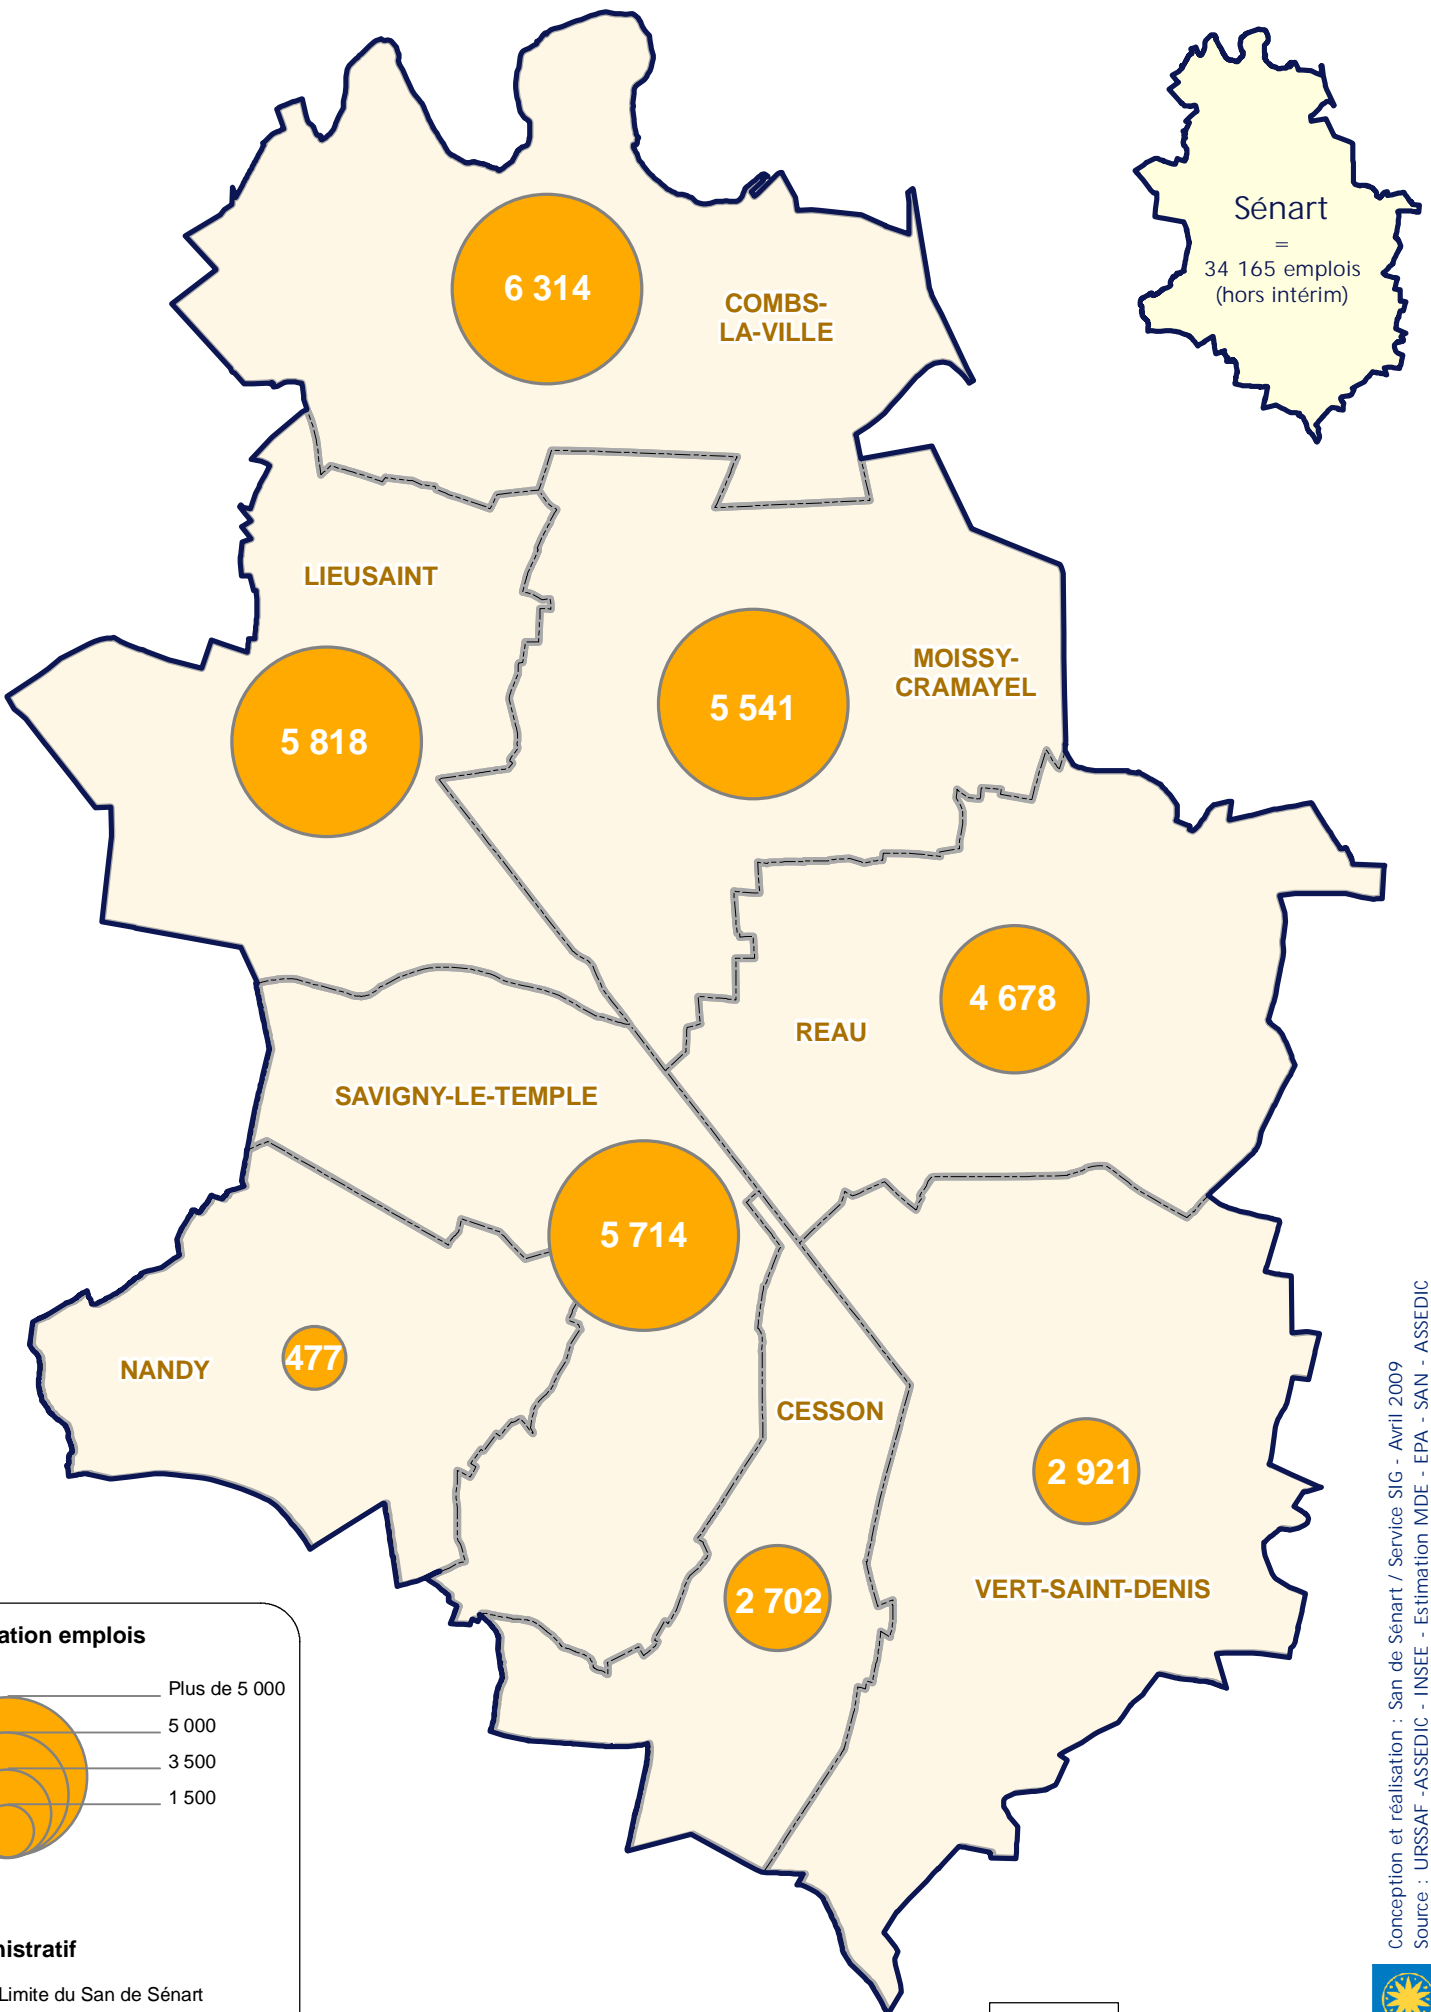 Sénart
=
34 165 emplois
(hors intérim)
6 314
COMBS-
LA-VILLE
LIEUSAINT
5 818
5 541
MOISSY-
CRAMAYEL
4 678
REAU
SAVIGNY-LE-TEMPLE
5 714
NANDY
477
CESSON
2 702
2 921
VERT-SAINT-DENIS
ation emplois
Plus de 5 000
5 000
3 500
1 500
nistratif
Limite du San de Sénart
Conception et réalisation : San de Sénart / Service SIG - Avril 2009
Source : URSSAF -ASSEDIC - INSEE - Estimation MDE - EPA - SAN - ASSEDIC